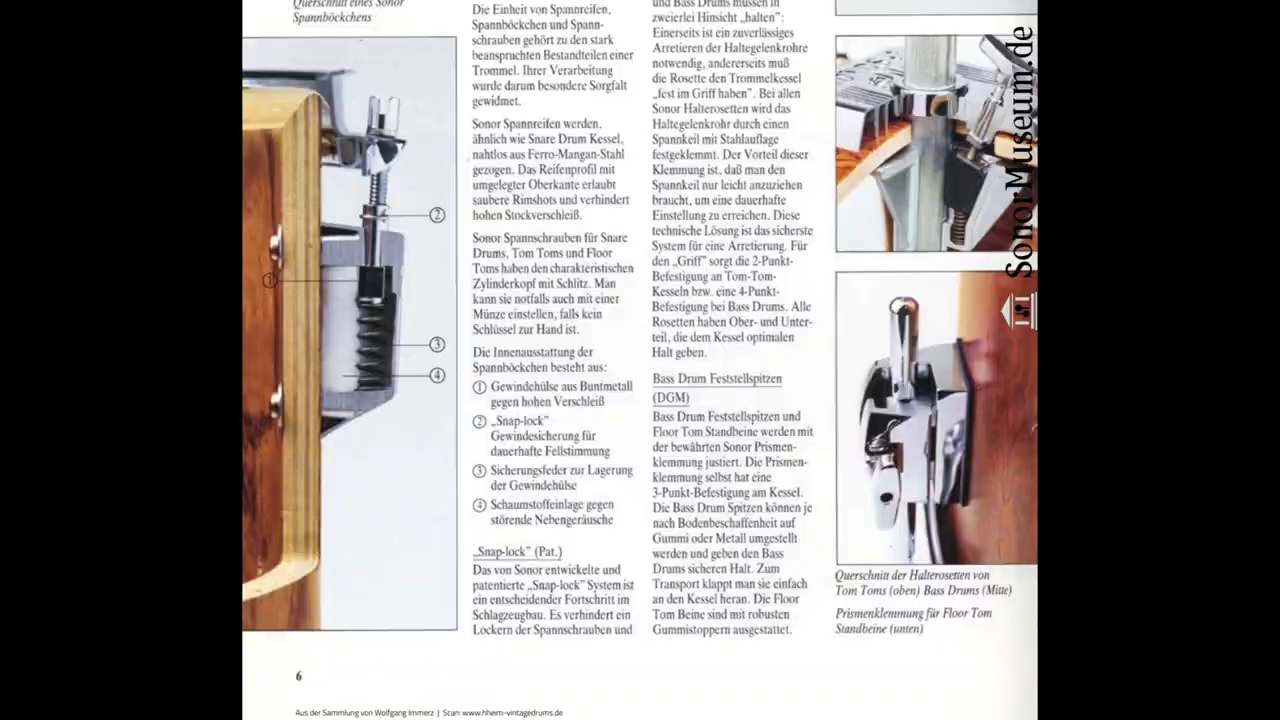 Querschnitt eines Sonor
Spannböckchens
①
②
③
④
Die Einheit von Spannreifen,
Spannböckchen und Spann-
schrauben gehört zu den stark
beanspruchten Bestandteilen einer
Trommel. Ihrer Verarbeitung
wurde darum besondere Sorgfalt
gewidmet.
Sonor Spannreifen werden,
ähnlich wie Snare Drum Kessel,
nahtlos aus Ferro-Mangan-Stahl
gezogen. Das Reifenprofil mit
umgelegter Oberkante erlaubt
saubere Rimshots und verhindert
hohen Stockverschleiß.
Sonor Spannschrauben für Snare
Drums, Tom Toms und Floor
Toms haben den charakteristischen
Zylinderkopf mit Schlitz. Man
kann sie notfalls auch mit einer
Münze einstellen, falls kein
Schlüssel zur Hand ist.
Die Innenausstattung der
Spannböckchen besteht aus:
① Gewindehülse aus Buntmetall
gegen hohen Verschleiß
② „Snap-lock”
Gewindesicherung für
dauerhafte Fellstimmung
③ Sicherungsfeder zur Lagerung
der Gewindehülse
④ Schaumstoffeinlage gegen
störende Nebengeräusche
„Snap-lock” (Pat.)
Das von Sonor entwickelte und
patentierte „Snap-lock” System ist
ein entscheidender Fortschritt im
Schlagzeugbau. Es verhindert ein
Lockern der Spannschrauben und
und Bass Drums müssen in
zweierlei Hinsicht „halten”:
Einerseits ist ein zuverlässiges
Arretieren der Haltegelenkrohre
notwendig, andererseits muß
die Rosette den Trommelkessel
„fest im Griff haben”. Bei allen
Sonor Halterosetten wird das
Haltegelenkrohr durch einen
Spannkeil mit Stahlauflage
festgeklemmt. Der Vorteil dieser
Klemmung ist, daß man den
Spannkeil nur leicht anzuziehen
braucht, um eine dauerhafte
Einstellung zu erreichen. Diese
technische Lösung ist das sicherste
System für eine Arretierung. Für
den „Griff” sorgt die 2-Punkt-
Befestigung an Tom-Tom-
Kesseln bzw. eine 4-Punkt-
Befestigung bei Bass Drums. Alle
Rosetten haben Ober- und Unter-
teil, die dem Kessel optimalen
Halt geben.
Bass Drum Feststellspitzen
(DGM)
Bass Drum Feststellspitzen und
Floor Tom Standbeine werden mit
der bewährten Sonor Prismen-
klemmung justiert. Die Prismen-
klemmung selbst hat eine
3-Punkt-Befestigung am Kessel.
Die Bass Drum Spitzen können je
nach Bodenbeschaffenheit auf
Gummi oder Metall umgestellt
werden und geben den Bass
Drums sicheren Halt. Zum
Transport klappt man sie einfach
an den Kessel heran. Die Floor
Tom Beine sind mit robusten
Gummistoppern ausgestattet.
Querschnitt der Halterosetten von
Tom Toms (oben) Bass Drums (Mitte)
Prismenklemmung für Floor Tom
Standbeine (unten)
SonorMuseum.de
6
Aus der Sammlung von Wolfgang Immerz | Scan: www.hheim-vintagedrums.de